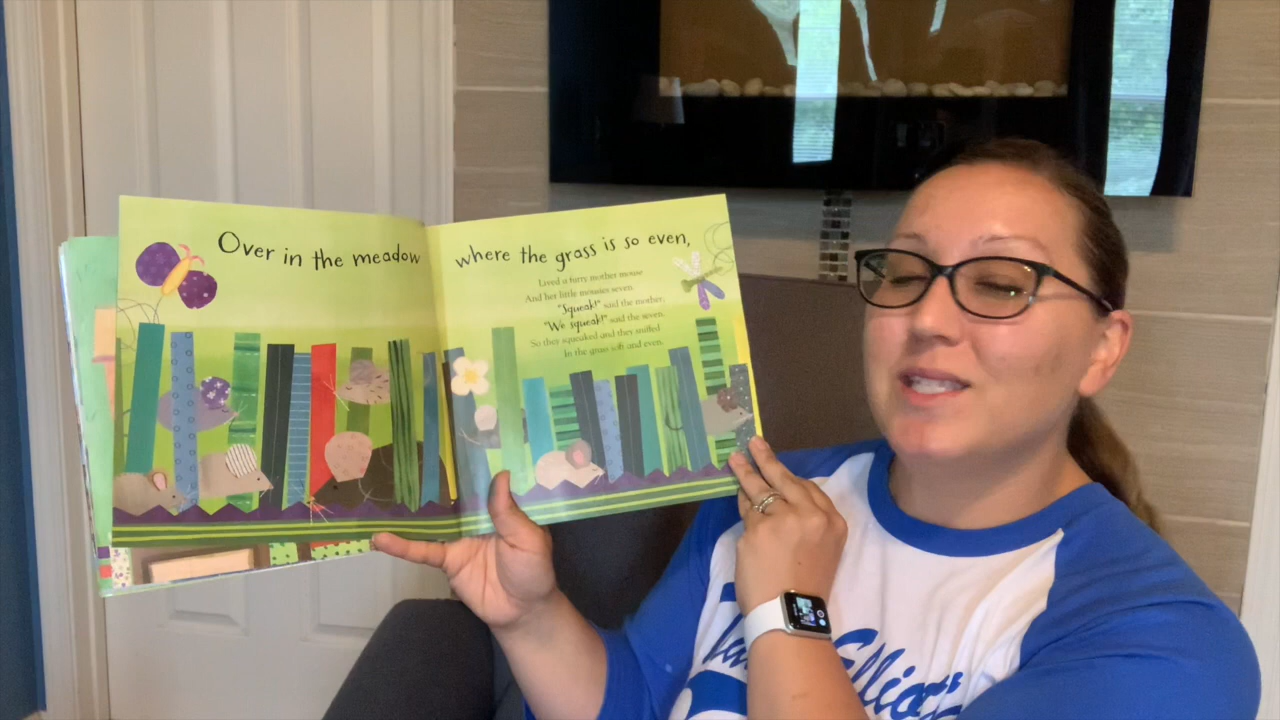 Over in the meadow where the grass is so even,
Lived a furry mother mouse
And her little mouses seven.
"Squeak!" said the mother.
"We squeak!" said the seven.
So they squeaked and they sniffed
In the grass soft and even.